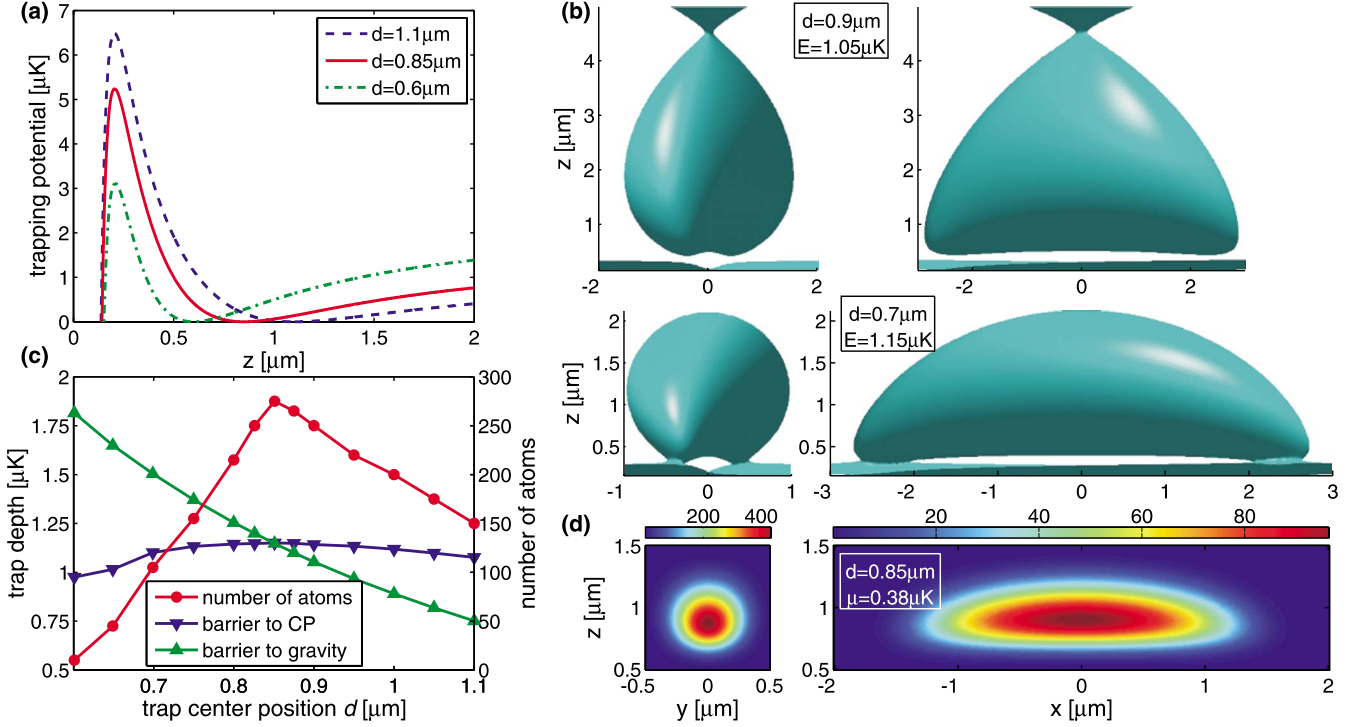 (a)
7
6
5
4
3
2
1
0
trapping potential [μK]
d=1.1μm
d=0.85μm
d=0.6μm
0
0.5
1
1.5
2
z [μm]
(b)
d=0.9μm
E=1.05μK
4
3
2
1
z [μm]
-2
0
2
4
3
2
1
-2
0
2
d=0.7μm
E=1.15μK
2
1.5
1
0.5
z [μm]
-1
0
1
2
1.5
1
0.5
-3
-1
0
1
2
3
(c)
2
1.75
1.5
1.25
1
0.75
0.5
trap depth [μK]
300
250
200
150
100
50
0
number of atoms
number of atoms
barrier to CP
barrier to gravity
0.7
0.8
0.9
1
1.1
trap center position d [μm]
(d)
200 400
1.5
1
0.5
z [μm]
-0.5
0
0.5
y [μm]
20 40 60 80
d=0.85μm
μ=0.38μK
1.5
1
0.5
-2
-1
0
1
2
x [μm]